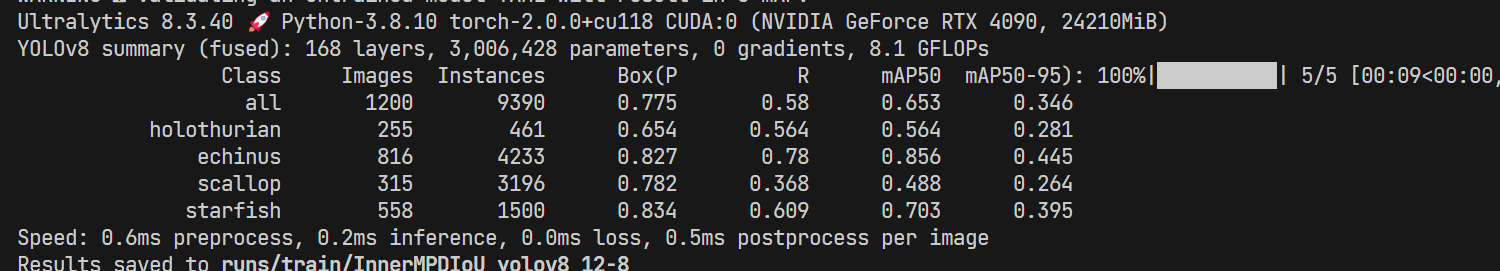 Ultralytics 8.3.40 🚀 Python-3.8.10 torch-2.0.0+cu118 CUDA:0 (NVIDIA GeForce RTX 4090, 24210MiB)
YOLOv8 summary (fused): 168 layers, 3,006,428 parameters, 0 gradients, 8.1 GFLOPs
Class Images Instances Box(P R mAP50 mAP50-95): 100%|██████████| 5/5 [00:09<00:00,
all 1200 9390 0.775 0.58 0.653 0.346
holothurian 255 461 0.654 0.564 0.564 0.281
echinus 816 4233 0.827 0.78 0.856 0.445
scallop 315 3196 0.782 0.368 0.488 0.264
starfish 558 1500 0.834 0.609 0.703 0.395
Speed: 0.6ms preprocess, 0.2ms inference, 0.0ms loss, 0.5ms postprocess per image
Results saved to runs/train/InnerMPDIoU_yolov8_12-8